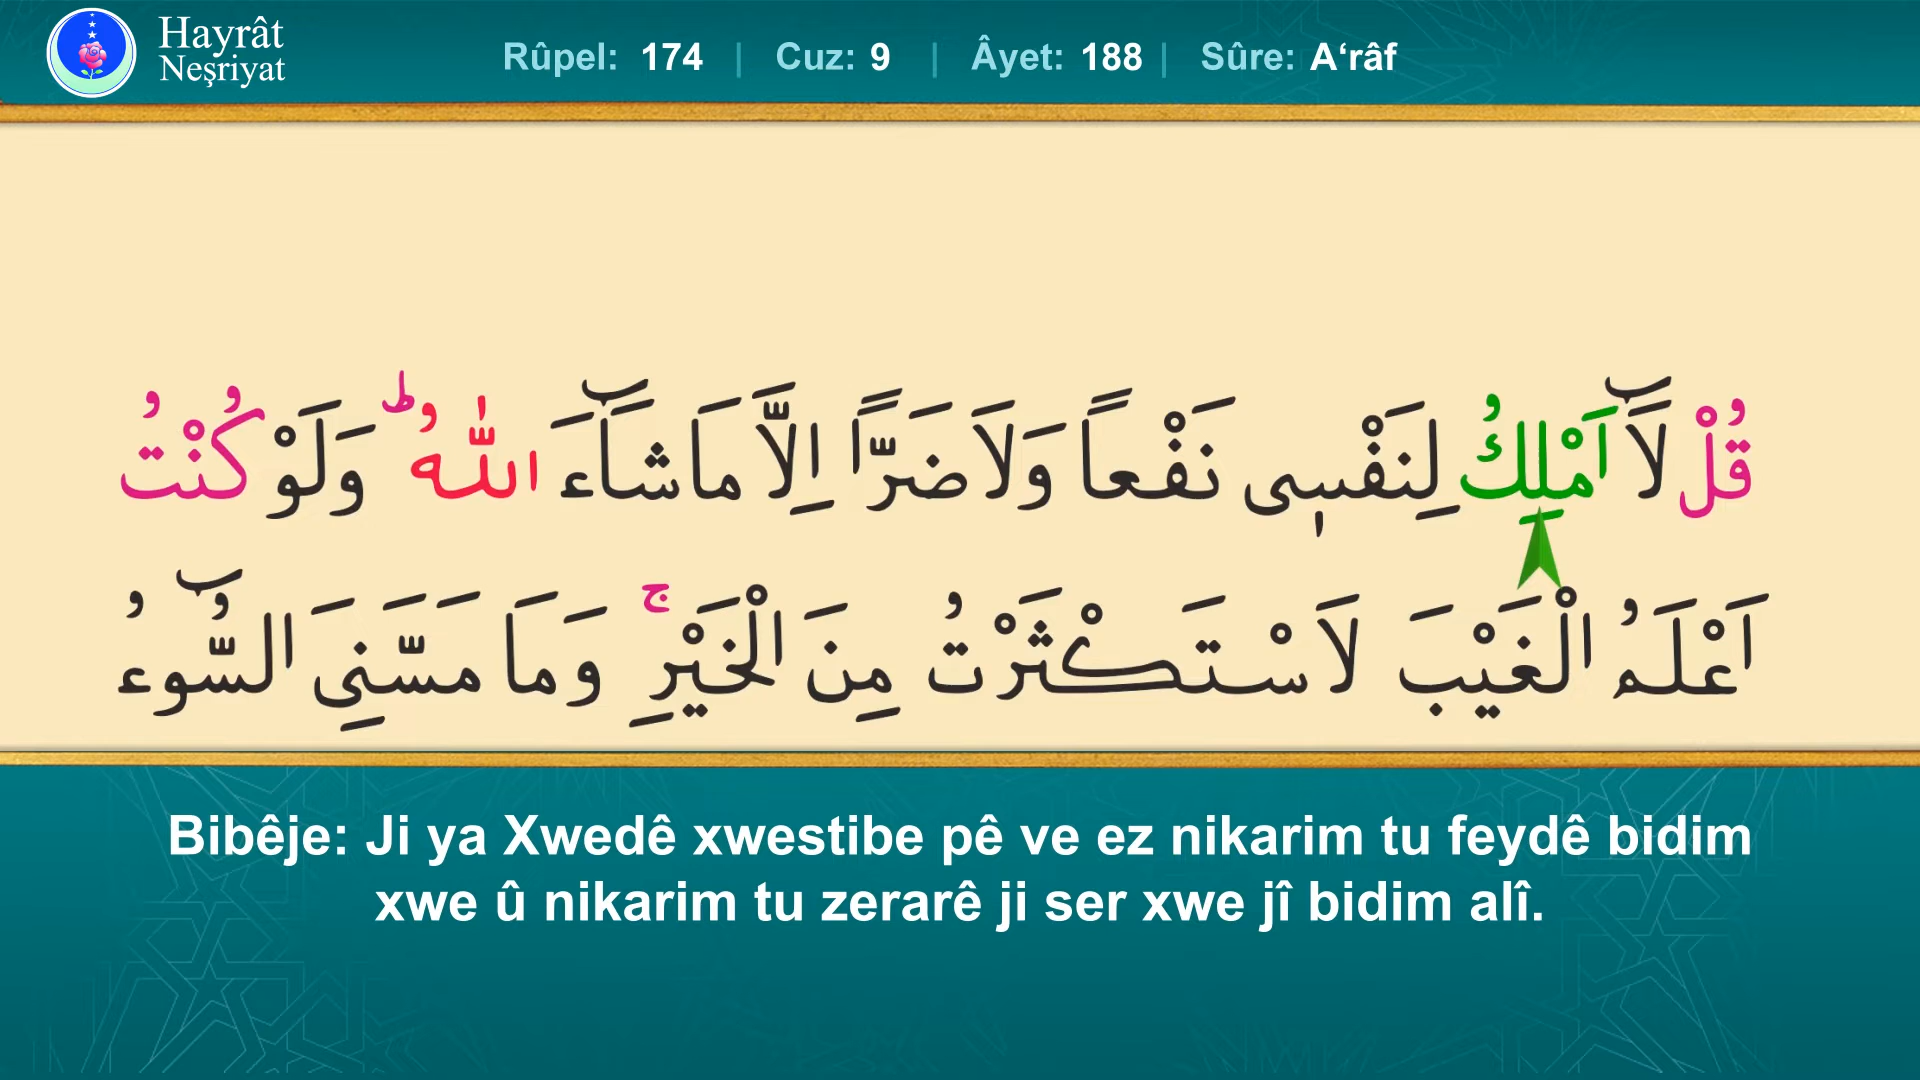 Hayrât
Neşriyat
Rûpel: 174 | Cuz: 9 | Âyet: 188 | Sûre: A‘râf
قُلْ لَٓا اَمْلِكُ لِنَفْسٖى نَفْعاً وَلَا ضَرّاً اِلَّا مَاشَٓاءَ اللّٰهُ ؕ وَلَوْ كُنْتُ
اَعْلَمُ الْغَيْبَ لَاسْتَكْثَرْتُ مِنَ الْخَيْرِ ۚ وَمَا مَسَّنِىَ السُّٓوءُ
Bibêje: Ji ya Xwedê xwestibe pê ve ez nikarim tu feydê bidim
xwe û nikarim tu zerarê ji ser xwe jî bidim alî.